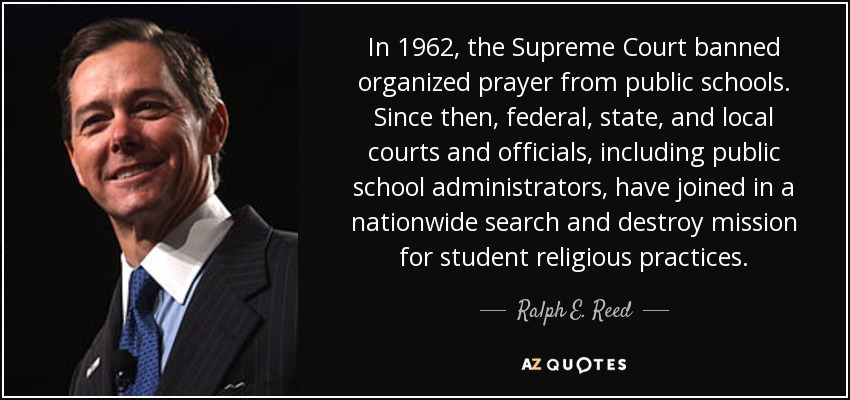 In 1962, the Supreme Court banned
organized prayer from public schools.
Since then, federal, state, and local
courts and officials, including public
school administrators, have joined in a
nationwide search and destroy mission
for student religious practices.
Ralph E. Reed
AZ QUOTES